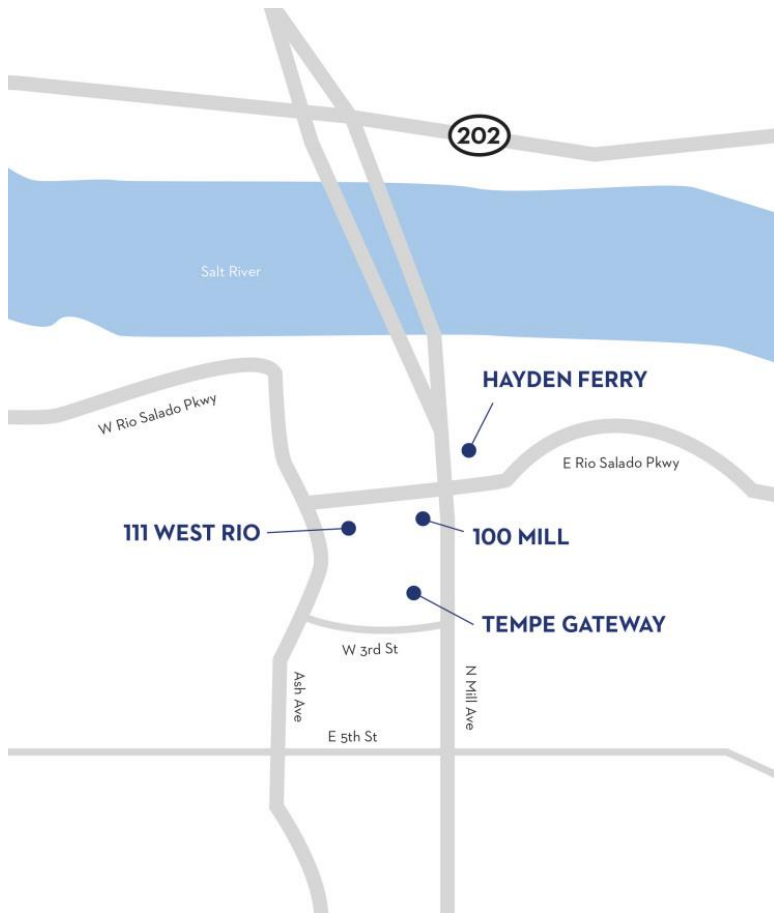 202
Salt River
HAYDEN FERRY
W Rio Salado Pkwy
E Rio Salado Pkwy
111 WEST RIO
100 MILL
TEMPE GATEWAY
W 3rd St
Ash Ave
N Mill Ave
E 5th St